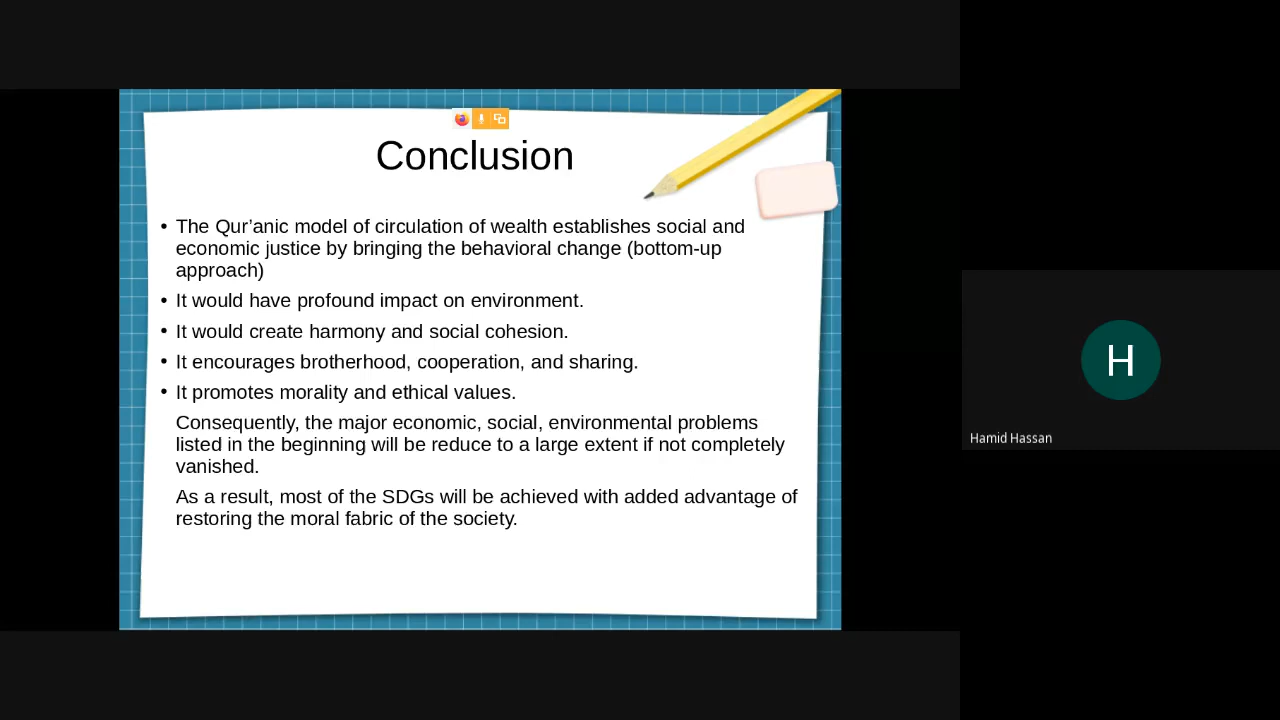 Conclusion
• The Qur’anic model of circulation of wealth establishes social and
economic justice by bringing the behavioral change (bottom-up
approach)
• It would have profound impact on environment.
• It would create harmony and social cohesion.
• It encourages brotherhood, cooperation, and sharing.
• It promotes morality and ethical values.
Consequently, the major economic, social, environmental problems
listed in the beginning will be reduce to a large extent if not completely
vanished.
As a result, most of the SDGs will be achieved with added advantage of
restoring the moral fabric of the society.
H
Hamid Hassan